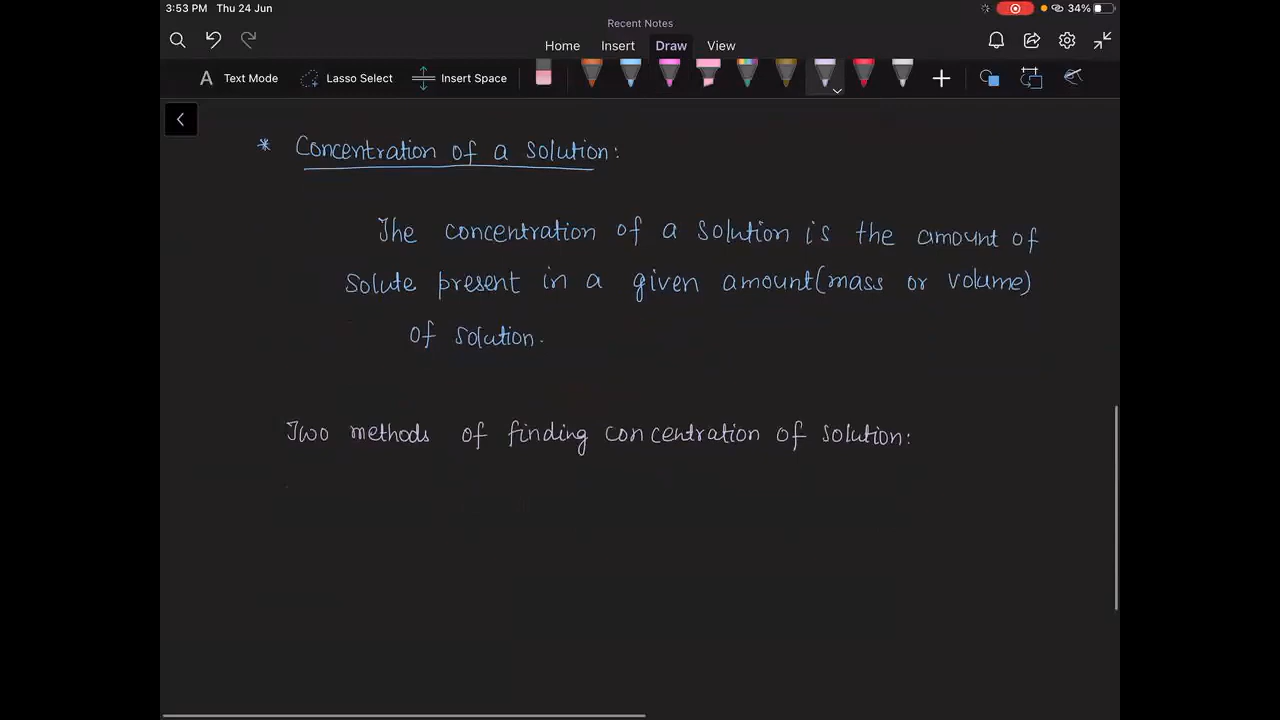 3:53 PM Thu 24 Jun
34%
Recent Notes
Home Insert Draw View
A Text Mode Lasso Select Insert Space
* Concentration of a solution:
The concentration of a solution is the amount of
solute present in a given amount(mass or volume)
of solution.
Two methods of finding concentration of solution: